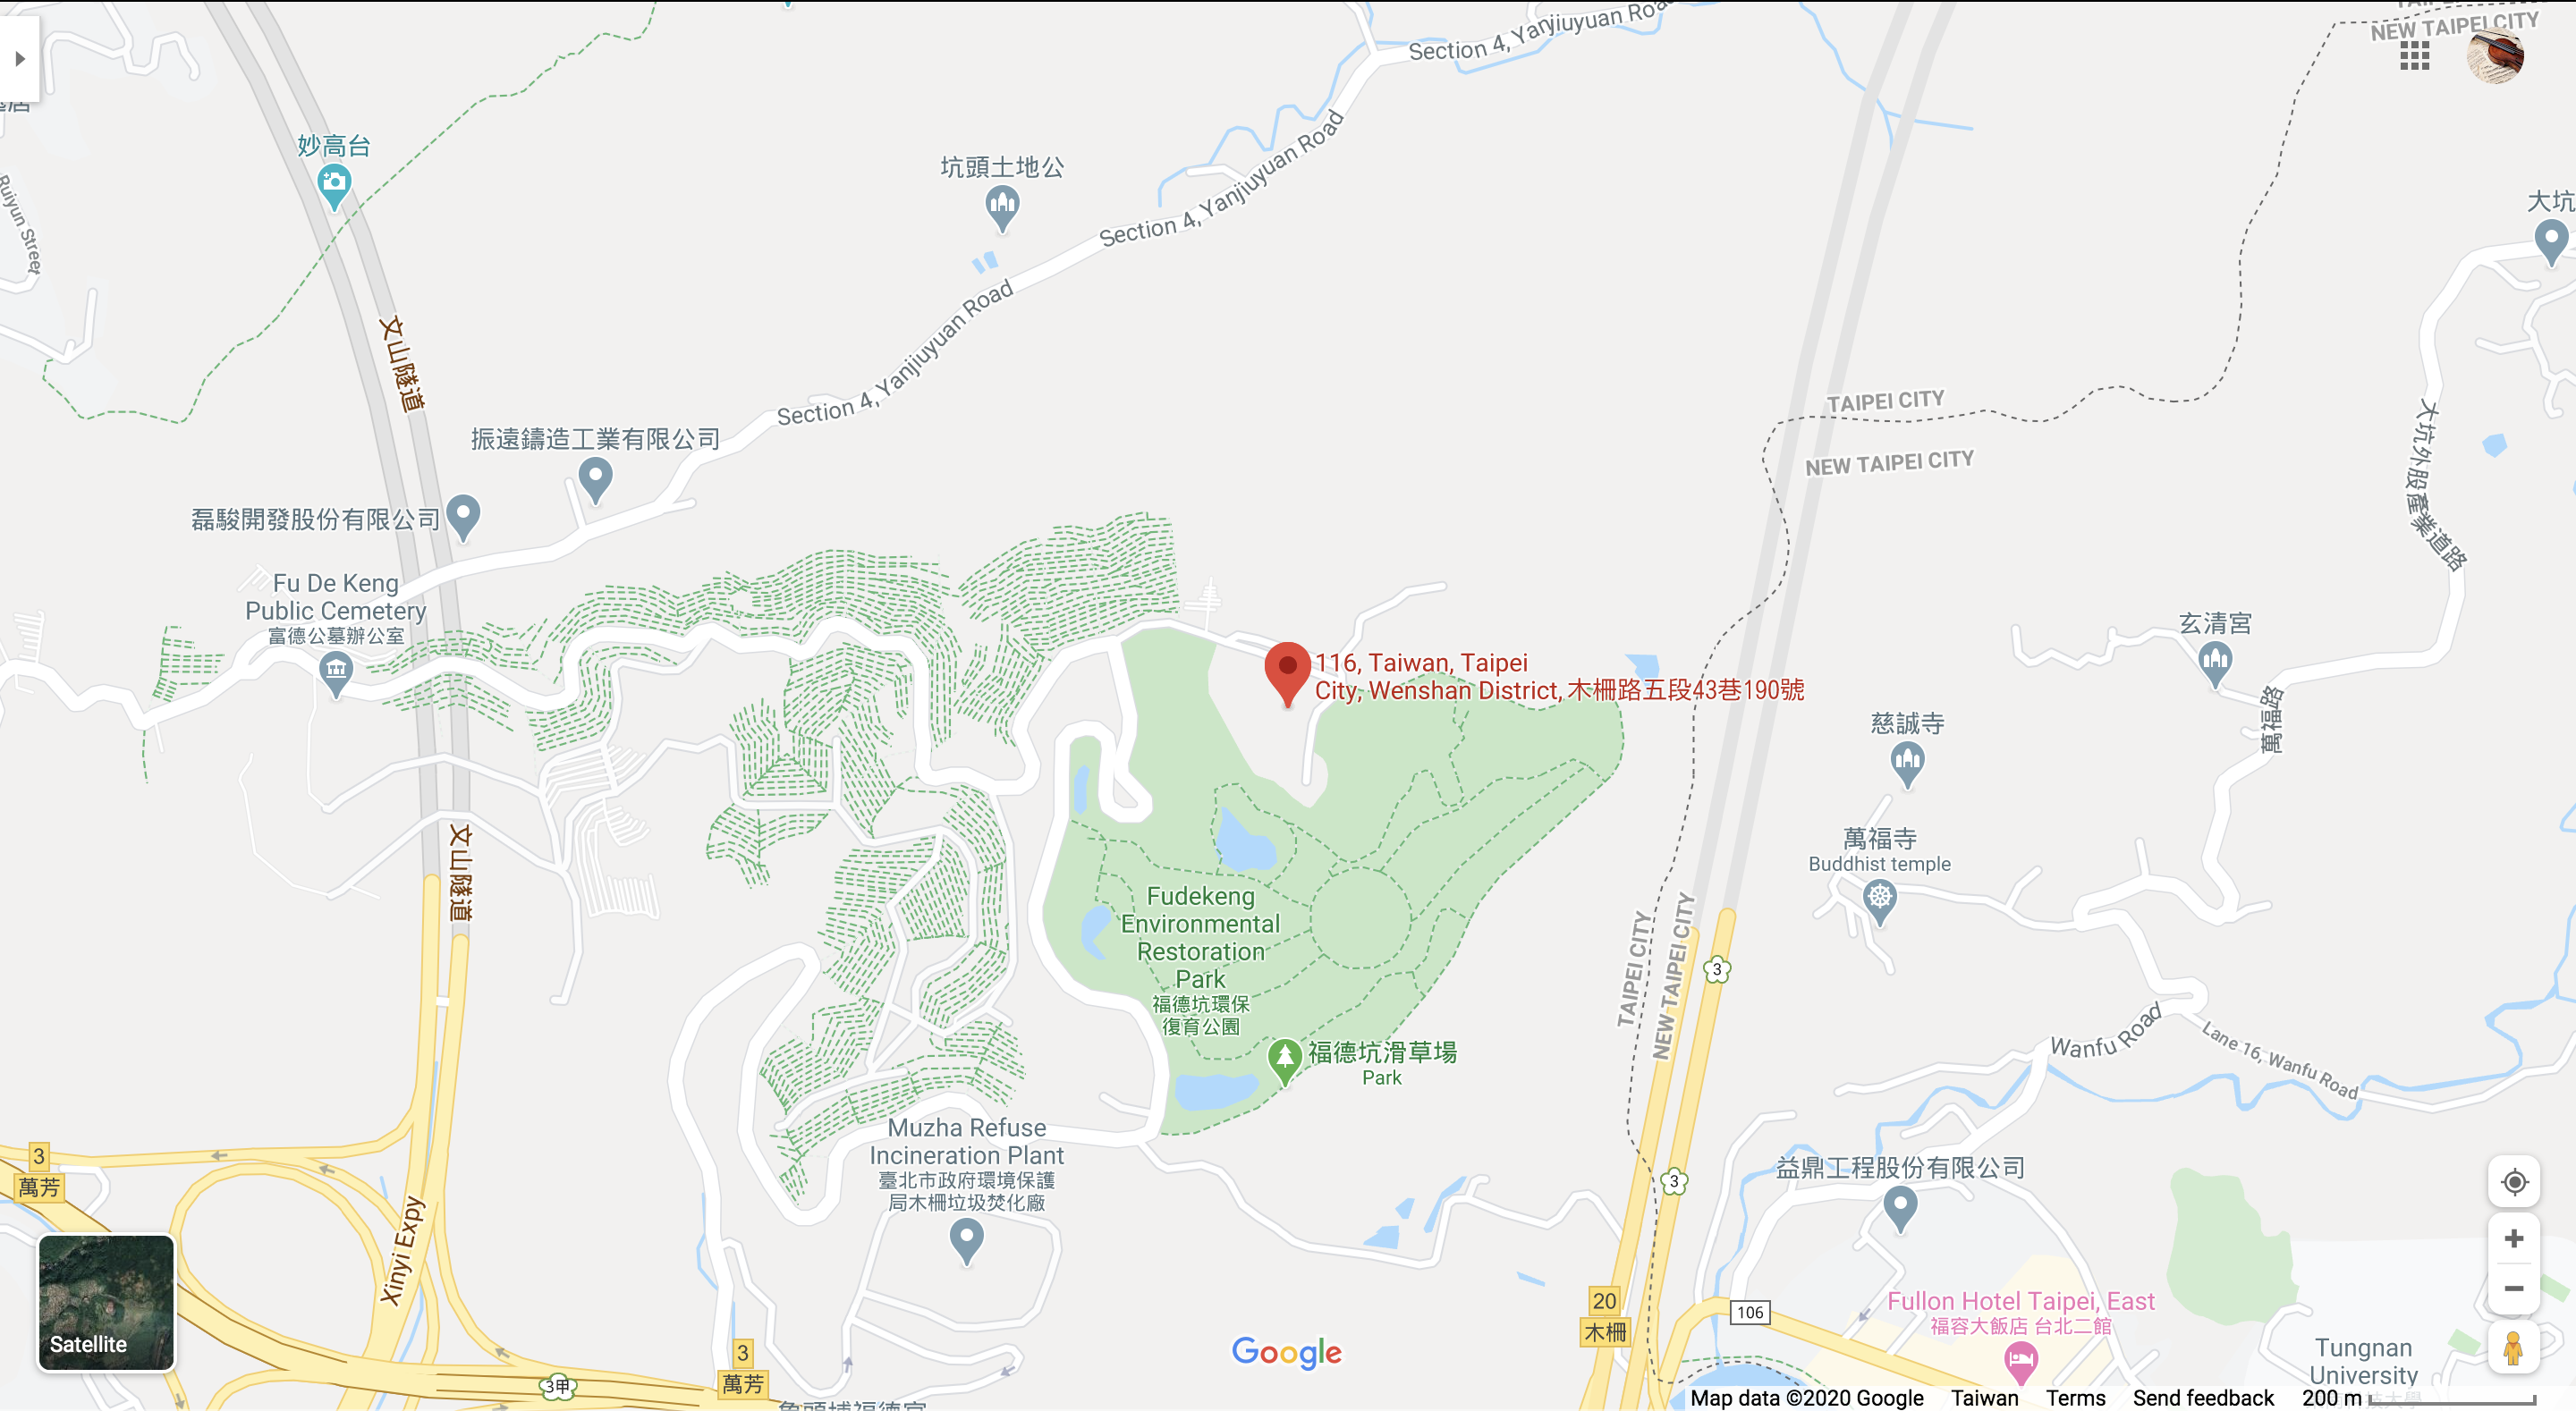 NEW TAIPEI CITY
Section 4, Yanjiuyuan Road
妙高台
坑頭土地公
Ruiyun Street
Section 4, Yanjiuyuan Road
大坑
文山隧道
Section 4, Yanjiuyuan Road
TAIPEI CITY
NEW TAIPEI CITY
大坑外股產業道路
振遠鑄造工業有限公司
磊駿開發股份有限公司
Fu De Keng
Public Cemetery
富德公墓辦公室
116, Taiwan, Taipei
City, Wenshan District, 木柵路五段43巷190號
玄清宮
萬福路
慈誠寺
萬福寺
Buddhist temple
文山隧道
Fudekeng
Environmental
Restoration
Park
福德坑環保
復育公園
TAIPEI CITY
NEW TAIPEI CITY
3
福德坑滑草場
Park
Wanfu Road
Lane 16, Wanfu Road
Muzha Refuse
Incineration Plant
臺北市政府環境保護
局木柵垃圾焚化廠
3
萬芳
3
益鼎工程股份有限公司
Xinyi Expy
Satellite
20
木柵
106
Fullon Hotel Taipei, East
福容大飯店 台北二館
Tungnan
University
3
萬芳
3甲
Google
Map data ©2020 Google Taiwan Terms Send feedback 200 m